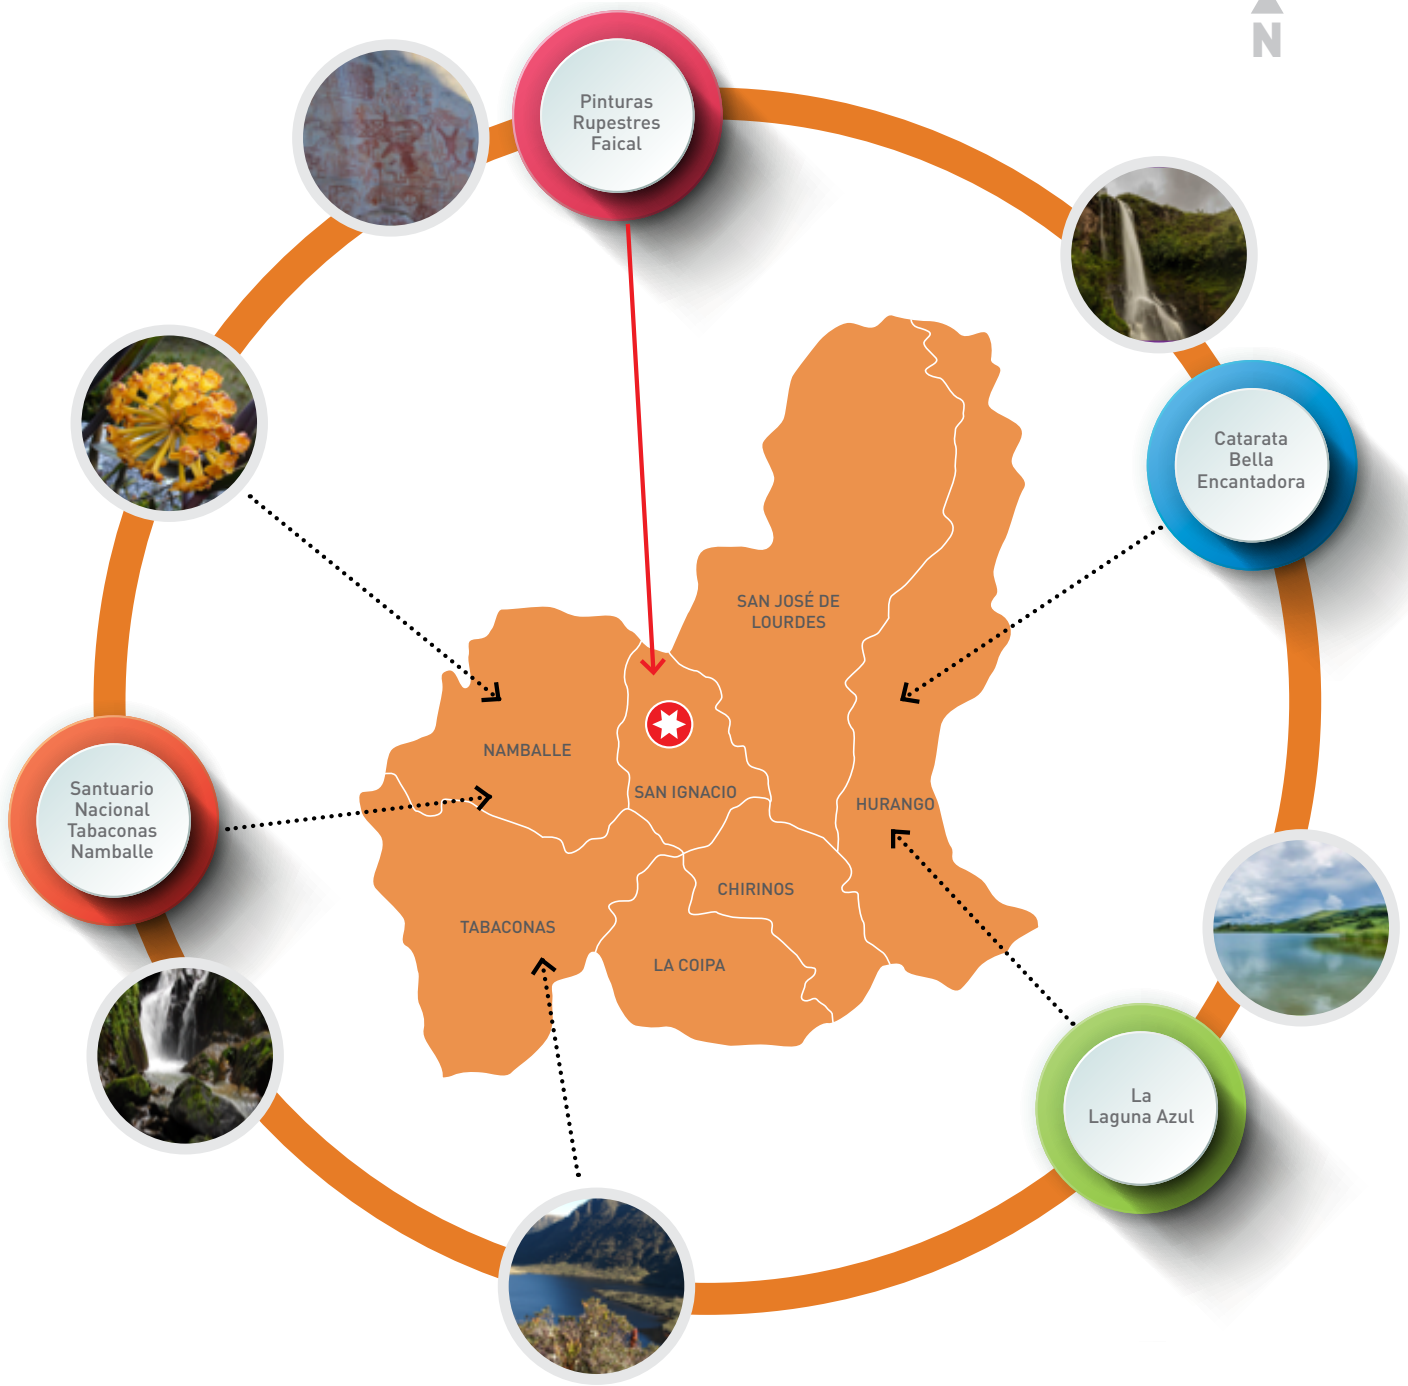 N
Pinturas
Rupestres
Faical
Catarata
Bella
Encantadora
SAN JOSÉ DE
LOURDES
NAMBALLE
SAN IGNACIO
HURANGO
Santuario
Nacional
Tabaconas
Namballe
CHIRINOS
TABACONAS
LA COIPA
La
Laguna Azul